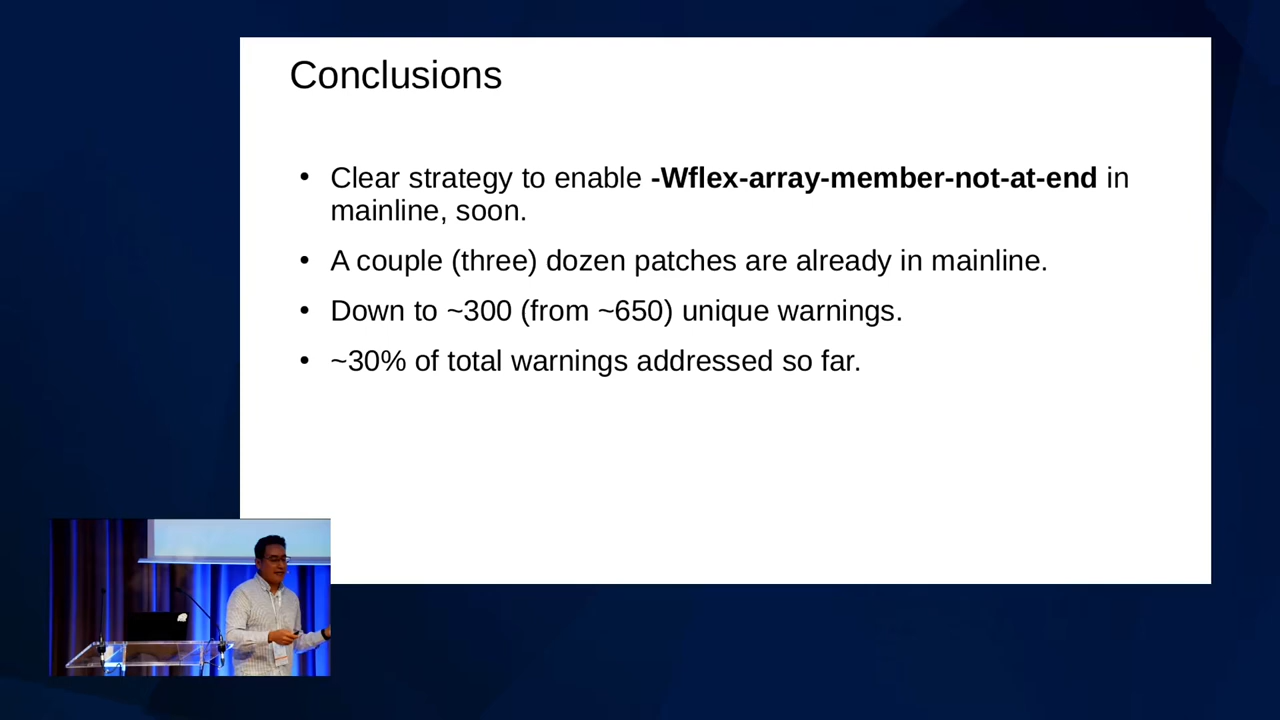 Conclusions
• Clear strategy to enable -Wflex-array-member-not-at-end in
mainline, soon.
• A couple (three) dozen patches are already in mainline.
• Down to ~300 (from ~650) unique warnings.
• ~30% of total warnings addressed so far.